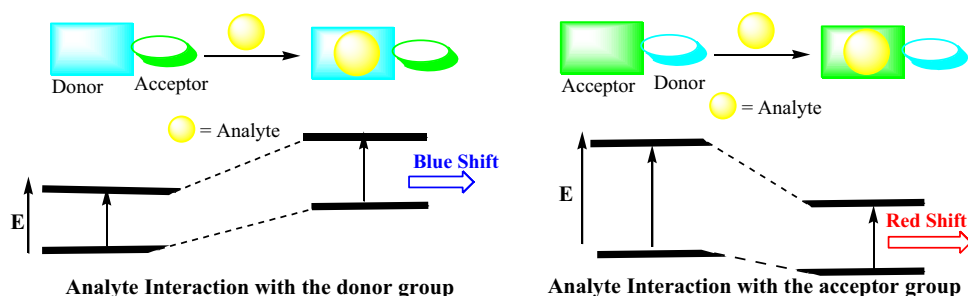 Donor
Acceptor
= Analyte
E
Blue Shift
Analyte Interaction with the donor group
Acceptor
Donor
= Analyte
E
Red Shift
Analyte Interaction with the acceptor group